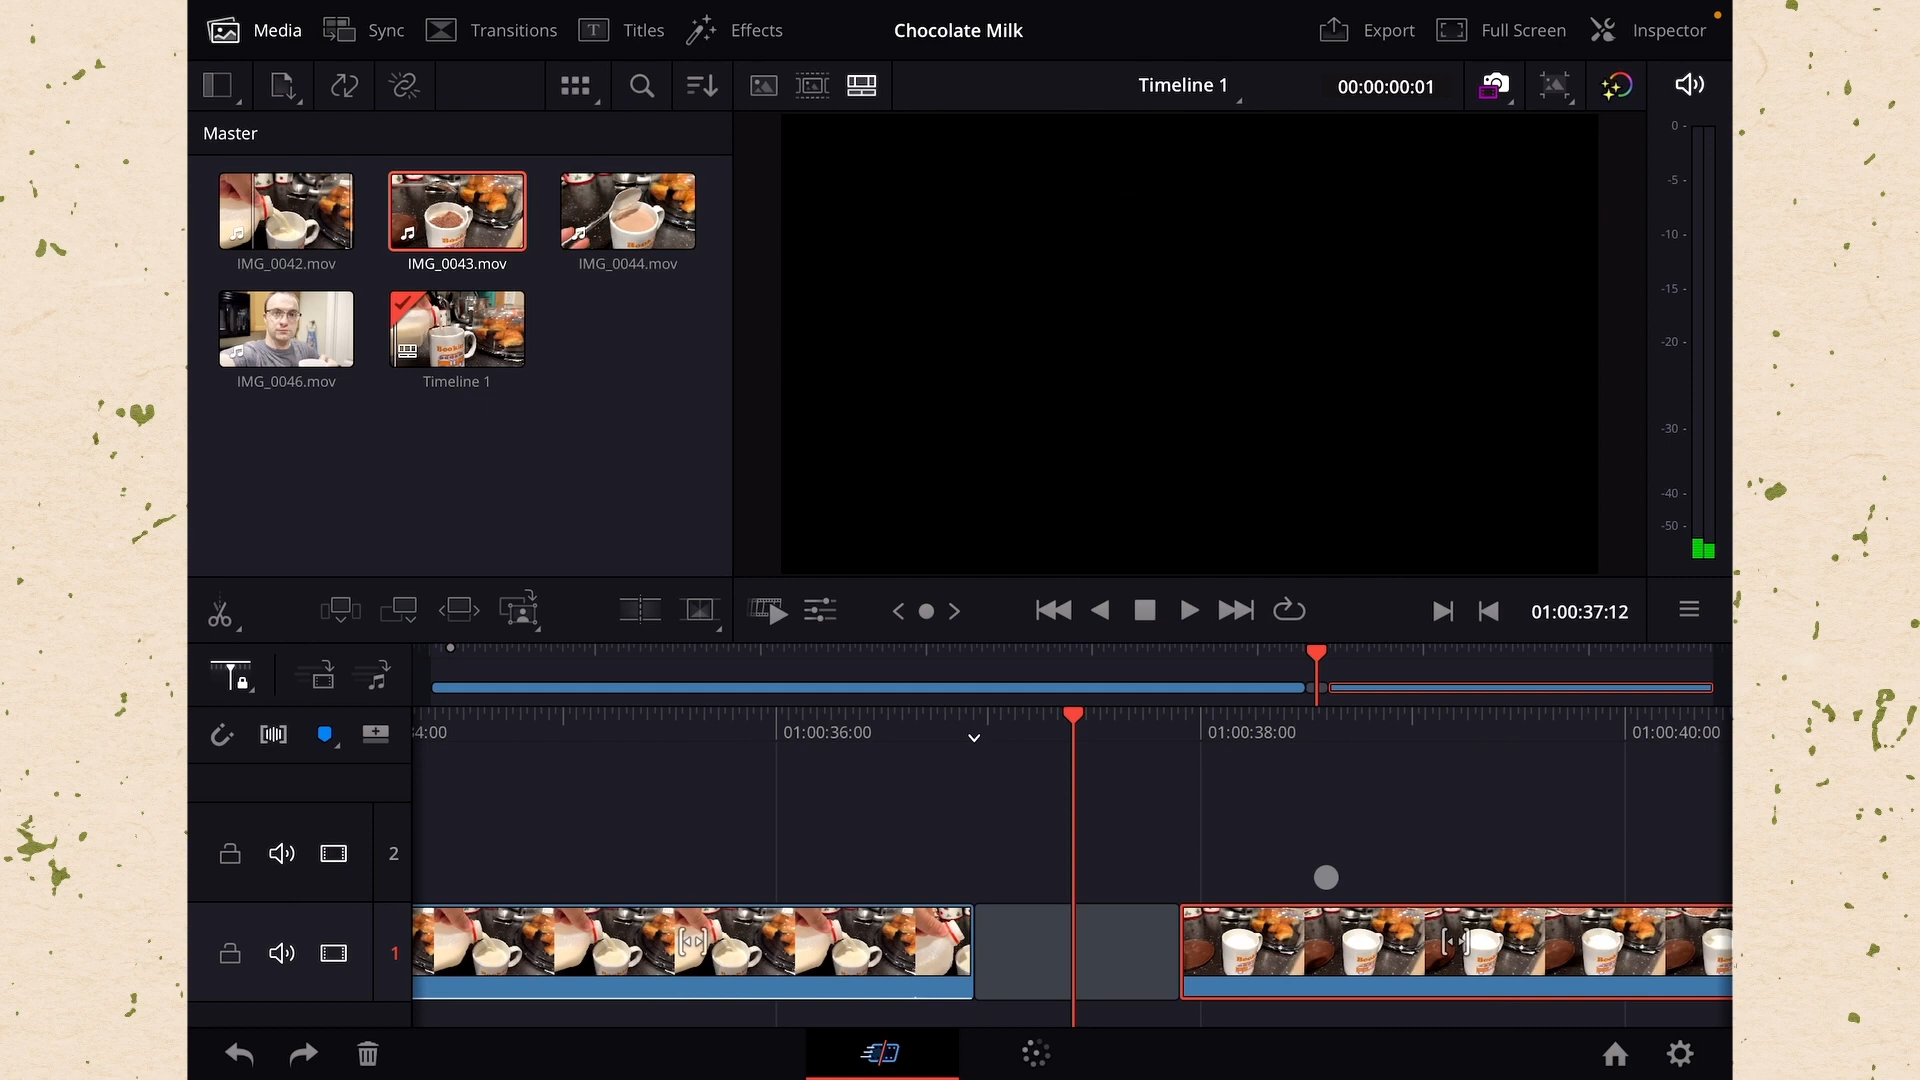 Media
Sync
Transitions
Titles
Effects
Chocolate Milk
Export
Full Screen
Inspector
Timeline 1
00:00:00:01
Master
IMG_0042.mov
IMG_0043.mov
IMG_0044.mov
IMG_0046.mov
Timeline 1
0
-5
-10
-15
-20
-30
-40
-50
01:00:37:12
34:00
01:00:36:00
01:00:38:00
01:00:40:00
2
1